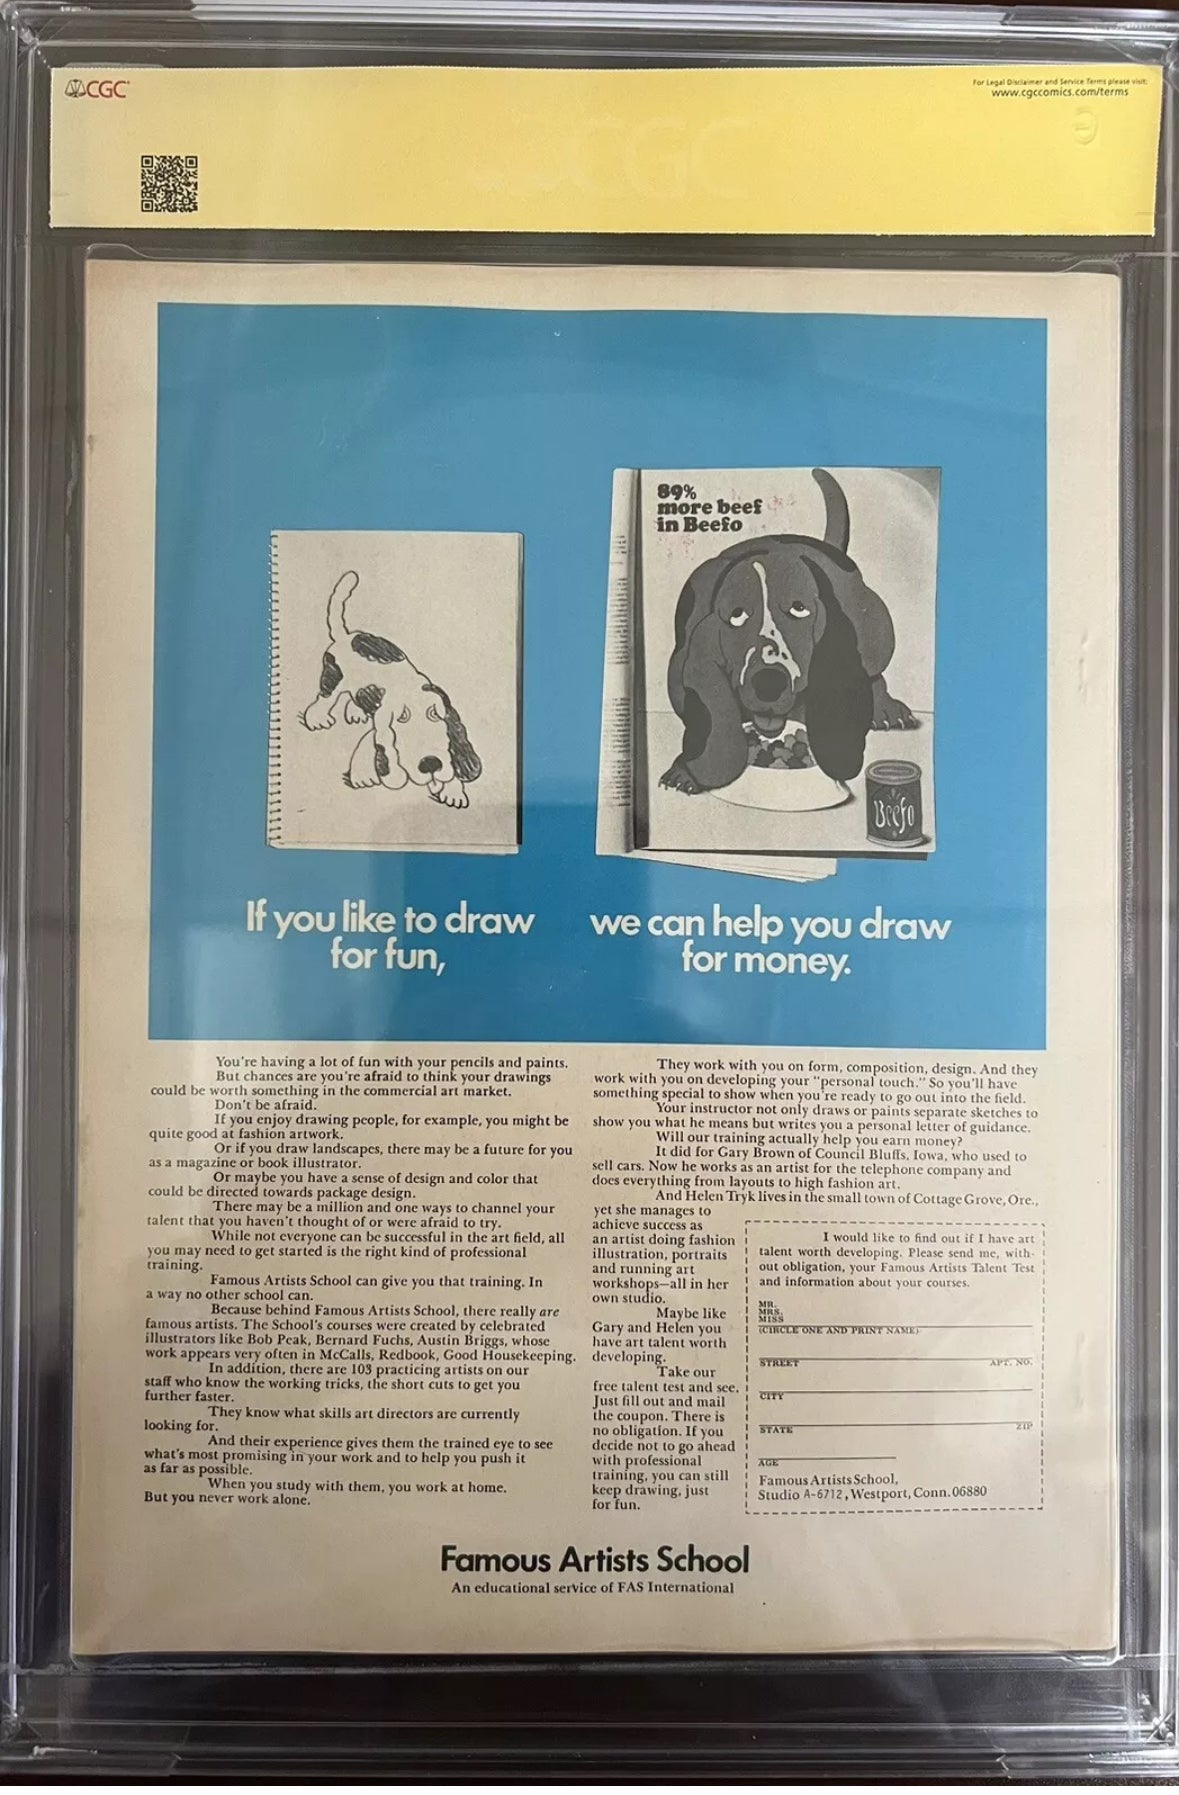 CGC
For Legal Disclaimer and Service Terms please visit:
www.cgccomics.com/terms
89%
more beef
in Beefo
Beefo
If you like to draw
for fun,
we can help you draw
for money.
You're having a lot of fun with your pencils and paints.
But chances are you're afraid to think your drawings
could be worth something in the commercial art market.
Don't be afraid.
If you enjoy drawing people, for example, you might be
quite good at fashion artwork.
Or if you draw landscapes, there may be a future for you
as a magazine or book illustrator.
Or maybe you have a sense of design and color that
could be directed towards package design.
There may be a million and one ways to channel your
talent that you haven't thought of or were afraid to try.
While not everyone can be successful in the art field, all
you may need to get started is the right kind of professional
training.
Famous Artists School can give you that training. In
a way no other school can.
Because behind Famous Artists School, there really are
famous artists. The School's courses were created by celebrated
illustrators like Bob Peak, Bernard Fuchs, Austin Briggs, whose
work appears very often in McCalls, Redbook, Good Housekeeping.
In addition, there are 103 practicing artists on our
staff who know the working tricks, the short cuts to get you
further faster.
They know what skills art directors are currently
looking for.
And their experience gives them the trained eye to see
what's most promising in your work and to help you push it
as far as possible.
When you study with them, you work at home.
But you never work alone.
They work with you on form, composition, design. And they
work with you on developing your "personal touch." So you'll have
something special to show when you're ready to go out into the field.
Your instructor not only draws or paints separate sketches to
show you what he means but writes you a personal letter of guidance.
Will our training actually help you earn money?
It did for Gary Brown of Council Bluffs, Iowa, who used to
sell cars. Now he works as an artist for the telephone company and
does everything from layouts to high fashion art.
And Helen Tryk lives in the small town of Cottage Grove, Ore.,
yet she manages to
achieve success as
an artist doing fashion
illustration, portraits
and running art
workshops—all in her
own studio.
Maybe like
Gary and Helen you
have art talent worth
developing.
Take our
free talent test and see.
Just fill out and mail
the coupon. There is
no obligation. If you
decide not to go ahead
with professional
training, you can still
keep drawing, just
for fun.
I would like to find out if I have art
talent worth developing. Please send me, with-
out obligation, your Famous Artists Talent Test
and information about your courses.
MR.
MRS.
MISS
(CIRCLE ONE AND PRINT NAME)
STREET APT. NO.
CITY
STATE ZIP
AGE
Famous Artists School,
Studio A-6712, Westport, Conn. 06880
Famous Artists School
An educational service of FAS International